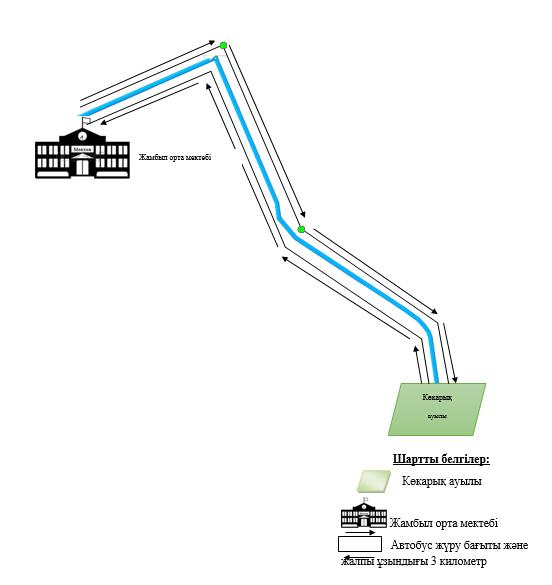 Мектеп
Жамбыл орта мәктебі
Көкарық
ауылы
Шартты белгілер:
Көкарық ауылы
Жамбыл орта мектебі
Автобус жүру бағыты және
жалпы ұзындығы 3 километр